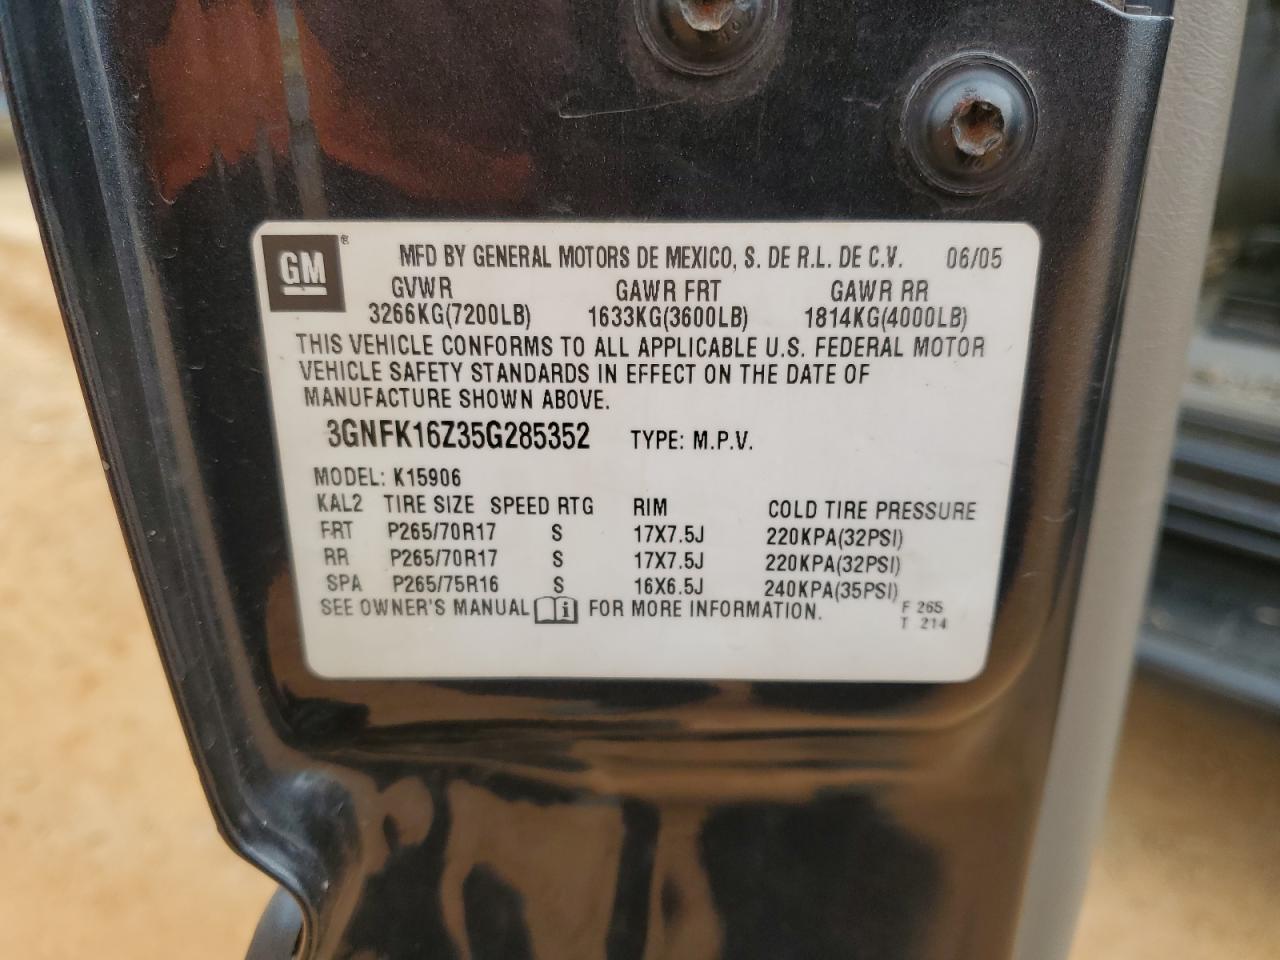 GM ® MFD BY GENERAL MOTORS DE MEXICO, S. DE R.L. DE C.V. 06/05
GVWR GAWR FRT GAWR RR
3266KG(7200LB) 1633KG(3600LB) 1814KG(4000LB)
THIS VEHICLE CONFORMS TO ALL APPLICABLE U.S. FEDERAL MOTOR
VEHICLE SAFETY STANDARDS IN EFFECT ON THE DATE OF
MANUFACTURE SHOWN ABOVE.
3GNFK16Z35G285352 TYPE: M.P.V.
MODEL: K15906
KAL2 TIRE SIZE SPEED RTG RIM COLD TIRE PRESSURE
FRT P265/70R17 S 17X7.5J 220KPA(32PSI)
RR P265/70R17 S 17X7.5J 220KPA(32PSI)
SPA P265/75R16 S 16X6.5J 240KPA(35PSI)
SEE OWNER'S MANUAL i FOR MORE INFORMATION.
F 265
T 214